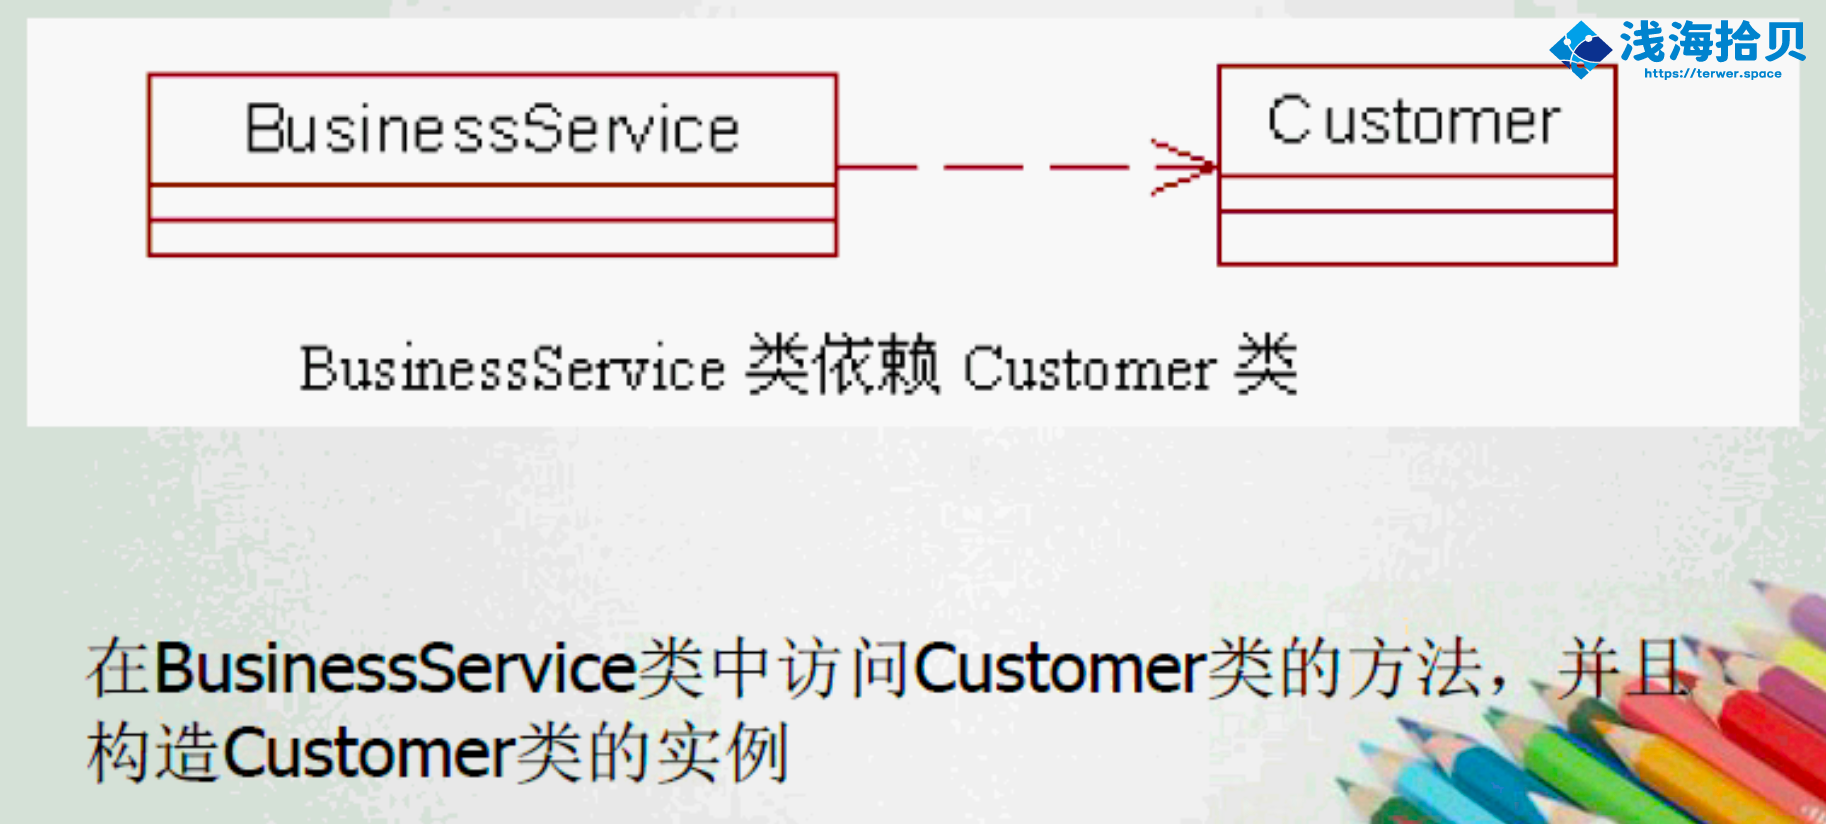 浅海拾贝
https://terwer.space
BusinessService
Customer
BusinessService 类依赖 Customer 类
在BusinessService类中访问Customer类的方法，并且
构造Customer类的实例